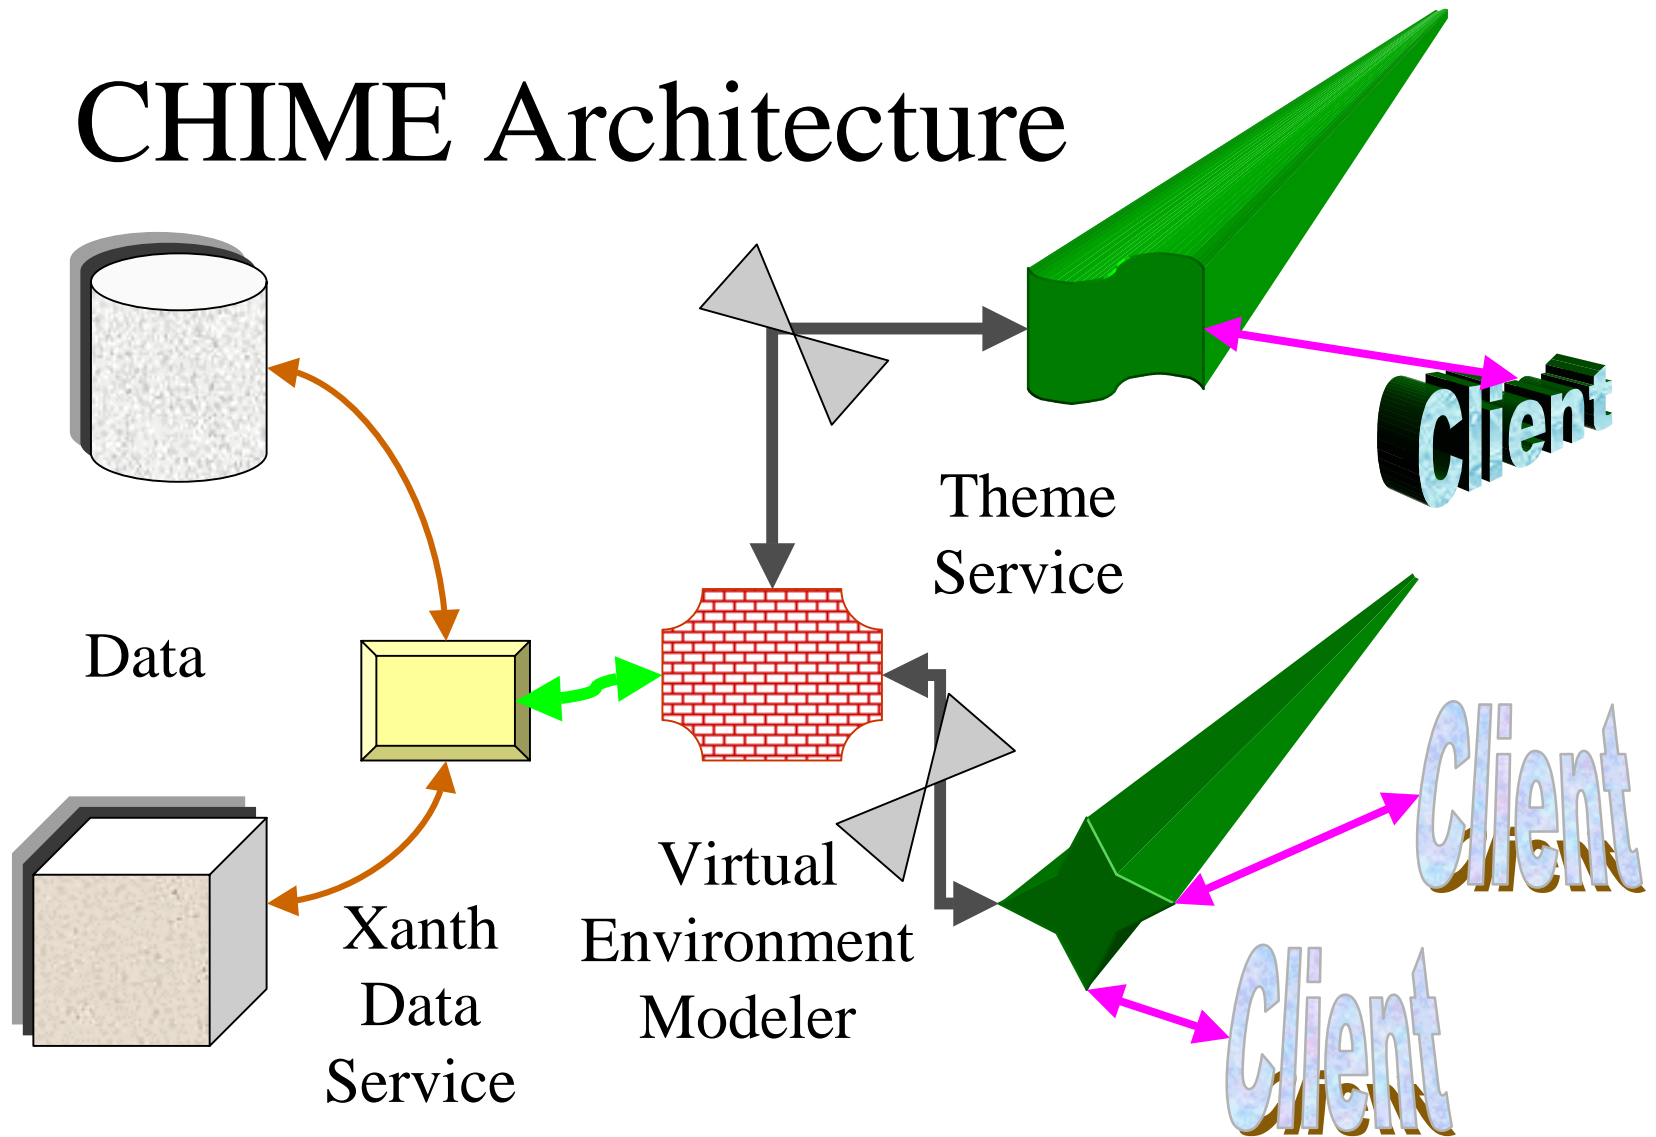 CHIME Architecture
Client
Theme
Service
Data
Client
Virtual
Environment
Modeler
Xanth
Data
Service
Client